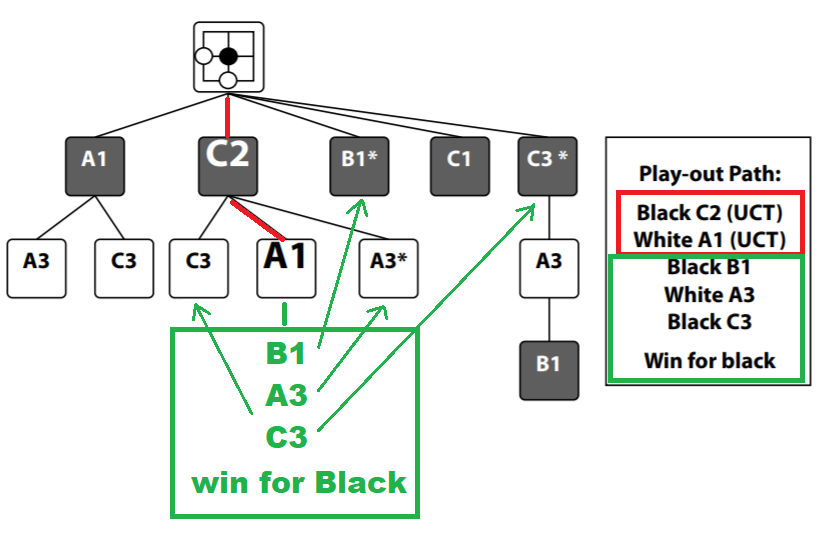 A1
C2
B1*
C1
C3 *
A3
C3
C3
A1
A3*
A3
B1
B1
A3
C3
win for Black
Play-out Path:
Black C2 (UCT)
White A1 (UCT)
Black B1
White A3
Black C3
Win for black